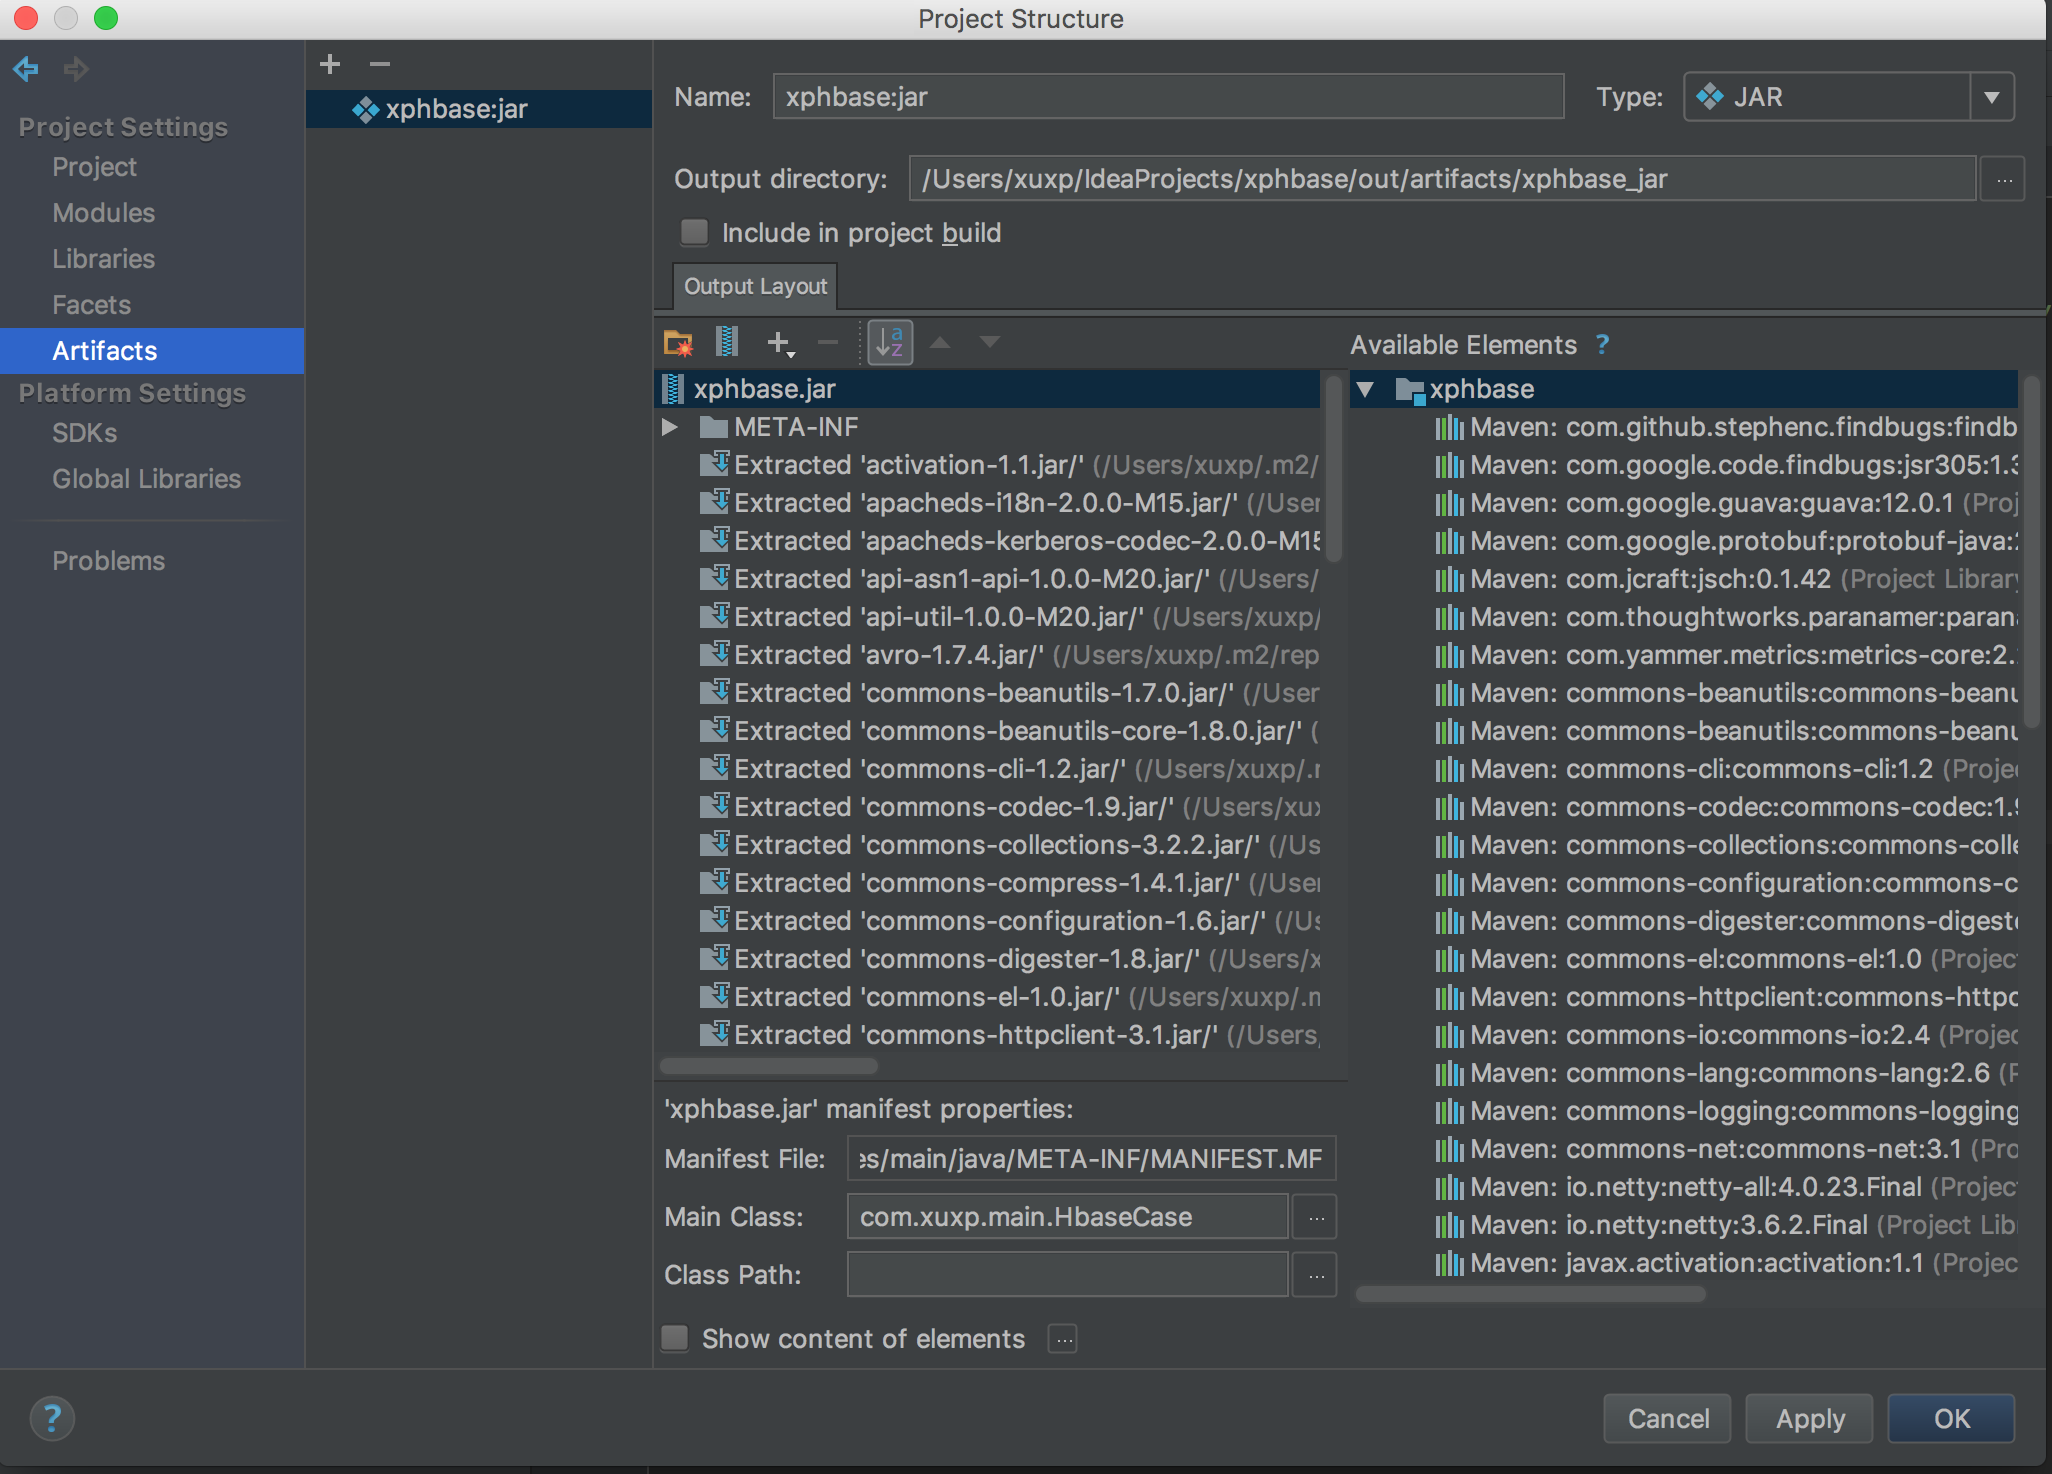 Project Structure
Project Settings
Project
Modules
Libraries
Facets
Artifacts
Platform Settings
SDKs
Global Libraries
Problems
xphbase:jar
Name: xphbase:jar Type: JAR
Output directory: /Users/xuxp/IdeaProjects/xphbase/out/artifacts/xphbase_jar ...
Include in project build
Output Layout
xphbase.jar
META-INF
Extracted 'activation-1.1.jar/' (/Users/xuxp/.m2/
Extracted 'apacheds-i18n-2.0.0-M15.jar/' (/User
Extracted 'apacheds-kerberos-codec-2.0.0-M15
Extracted 'api-asn1-api-1.0.0-M20.jar/' (/Users/
Extracted 'api-util-1.0.0-M20.jar/' (/Users/xuxp/
Extracted 'avro-1.7.4.jar/' (/Users/xuxp/.m2/rep
Extracted 'commons-beanutils-1.7.0.jar/' (/User
Extracted 'commons-beanutils-core-1.8.0.jar/' (
Extracted 'commons-cli-1.2.jar/' (/Users/xuxp/.
Extracted 'commons-codec-1.9.jar/' (/Users/xux
Extracted 'commons-collections-3.2.2.jar/' (/Us
Extracted 'commons-compress-1.4.1.jar/' (/User
Extracted 'commons-configuration-1.6.jar/' (/Us
Extracted 'commons-digester-1.8.jar/' (/Users/x
Extracted 'commons-el-1.0.jar/' (/Users/xuxp/.m
Extracted 'commons-httpclient-3.1.jar/' (/Users/
'xphbase.jar' manifest properties:
Manifest File: es/main/java/META-INF/MANIFEST.MF
Main Class: com.xuxp.main.HbaseCase ...
Class Path: ...
Show content of elements ...
Available Elements ?
xphbase
Maven: com.github.stephenc.findbugs:findb
Maven: com.google.code.findbugs:jsr305:1.3
Maven: com.google.guava:guava:12.0.1 (Proj
Maven: com.google.protobuf:protobuf-java:
Maven: com.jcraft:jsch:0.1.42 (Project Library
Maven: com.thoughtworks.paranamer:parana
Maven: com.yammer.metrics:metrics-core:2.
Maven: commons-beanutils:commons-beanu
Maven: commons-beanutils:commons-beanu
Maven: commons-cli:commons-cli:1.2 (Projec
Maven: commons-codec:commons-codec:1.9
Maven: commons-collections:commons-colle
Maven: commons-configuration:commons-c
Maven: commons-digester:commons-digeste
Maven: commons-el:commons-el:1.0 (Projec
Maven: commons-httpclient:commons-httpc
Maven: commons-io:commons-io:2.4 (Projec
Maven: commons-lang:commons-lang:2.6 (P
Maven: commons-logging:commons-logging
Maven: commons-net:commons-net:3.1 (Pro
Maven: io.netty:netty-all:4.0.23.Final (Projec
Maven: io.netty:netty:3.6.2.Final (Project Lib
Maven: javax.activation:activation:1.1 (Projec
? Cancel Apply OK